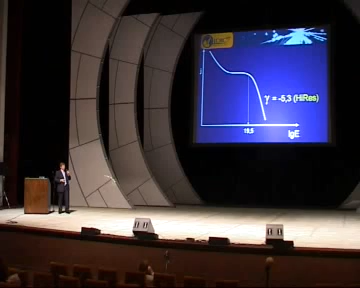 γ = -5,3 (HiRes)
19,5
lgE